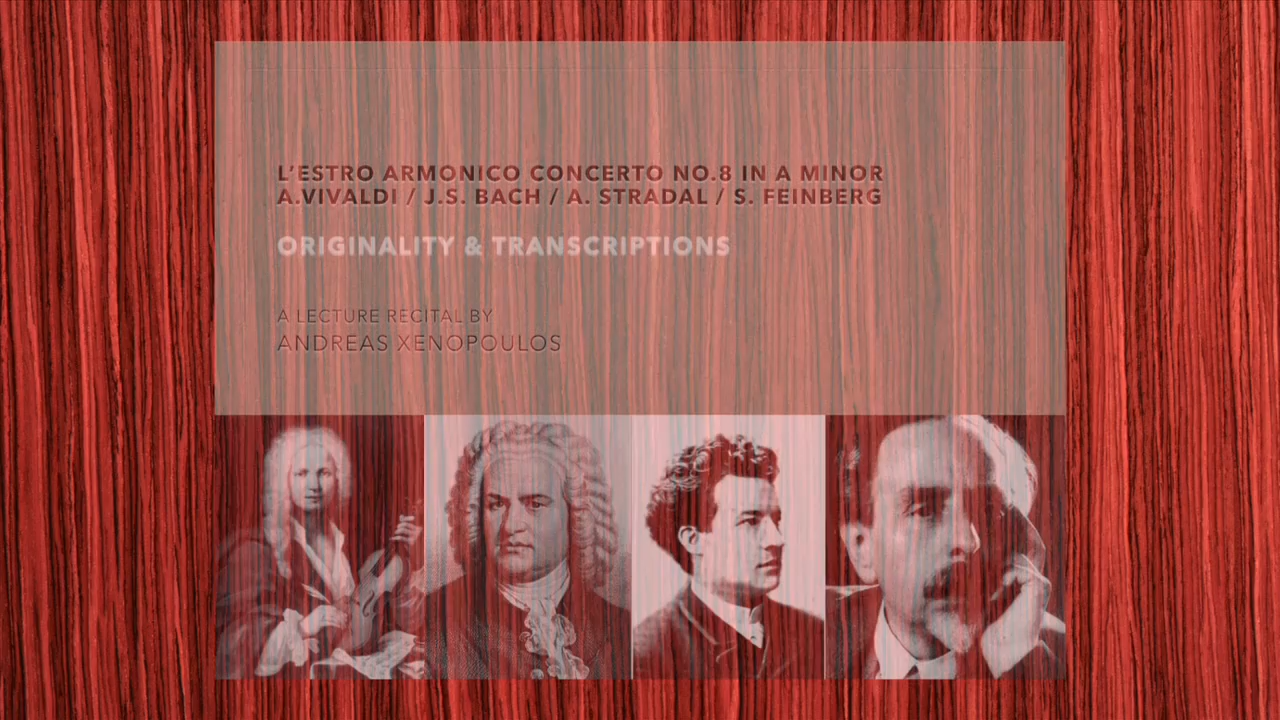 L'ESTRO ARMONICO CONCERTO NO.8 IN A MINOR
A.VIVALDI / J.S. BACH / A. STRADAL / S. FEINBERG
ORIGINALITY & TRANSCRIPTIONS
A LECTURE RECITAL BY
ANDREAS XENOPOULOS